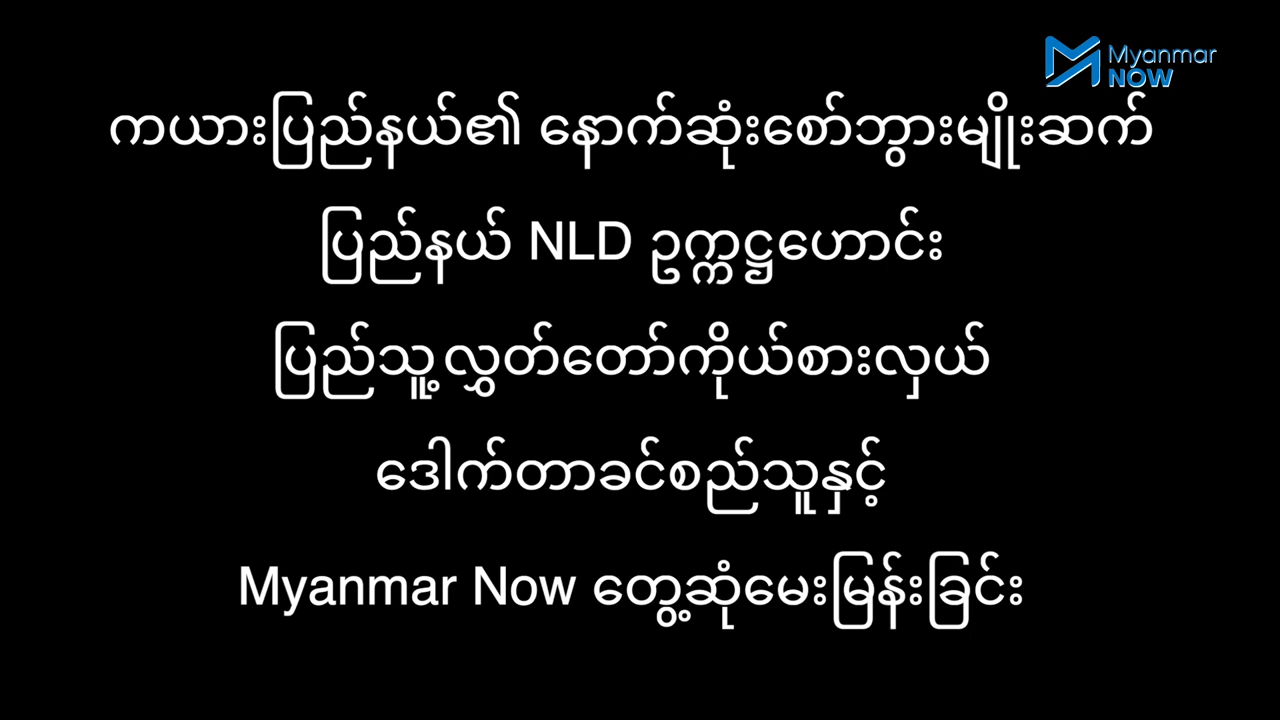 Myanmar
NOW
ကယားပြည်နယ်၏ နောက်ဆုံးစော်ဘွားမျိုးဆက်
ပြည်နယ် NLD ဥက္ကဋ္ဌဟောင်း
ပြည်သူ့လွှတ်တော်ကိုယ်စားလှယ်
ဒေါက်တာခင်စည်သူနှင့်
Myanmar Now တွေ့ဆုံမေးမြန်းခြင်း